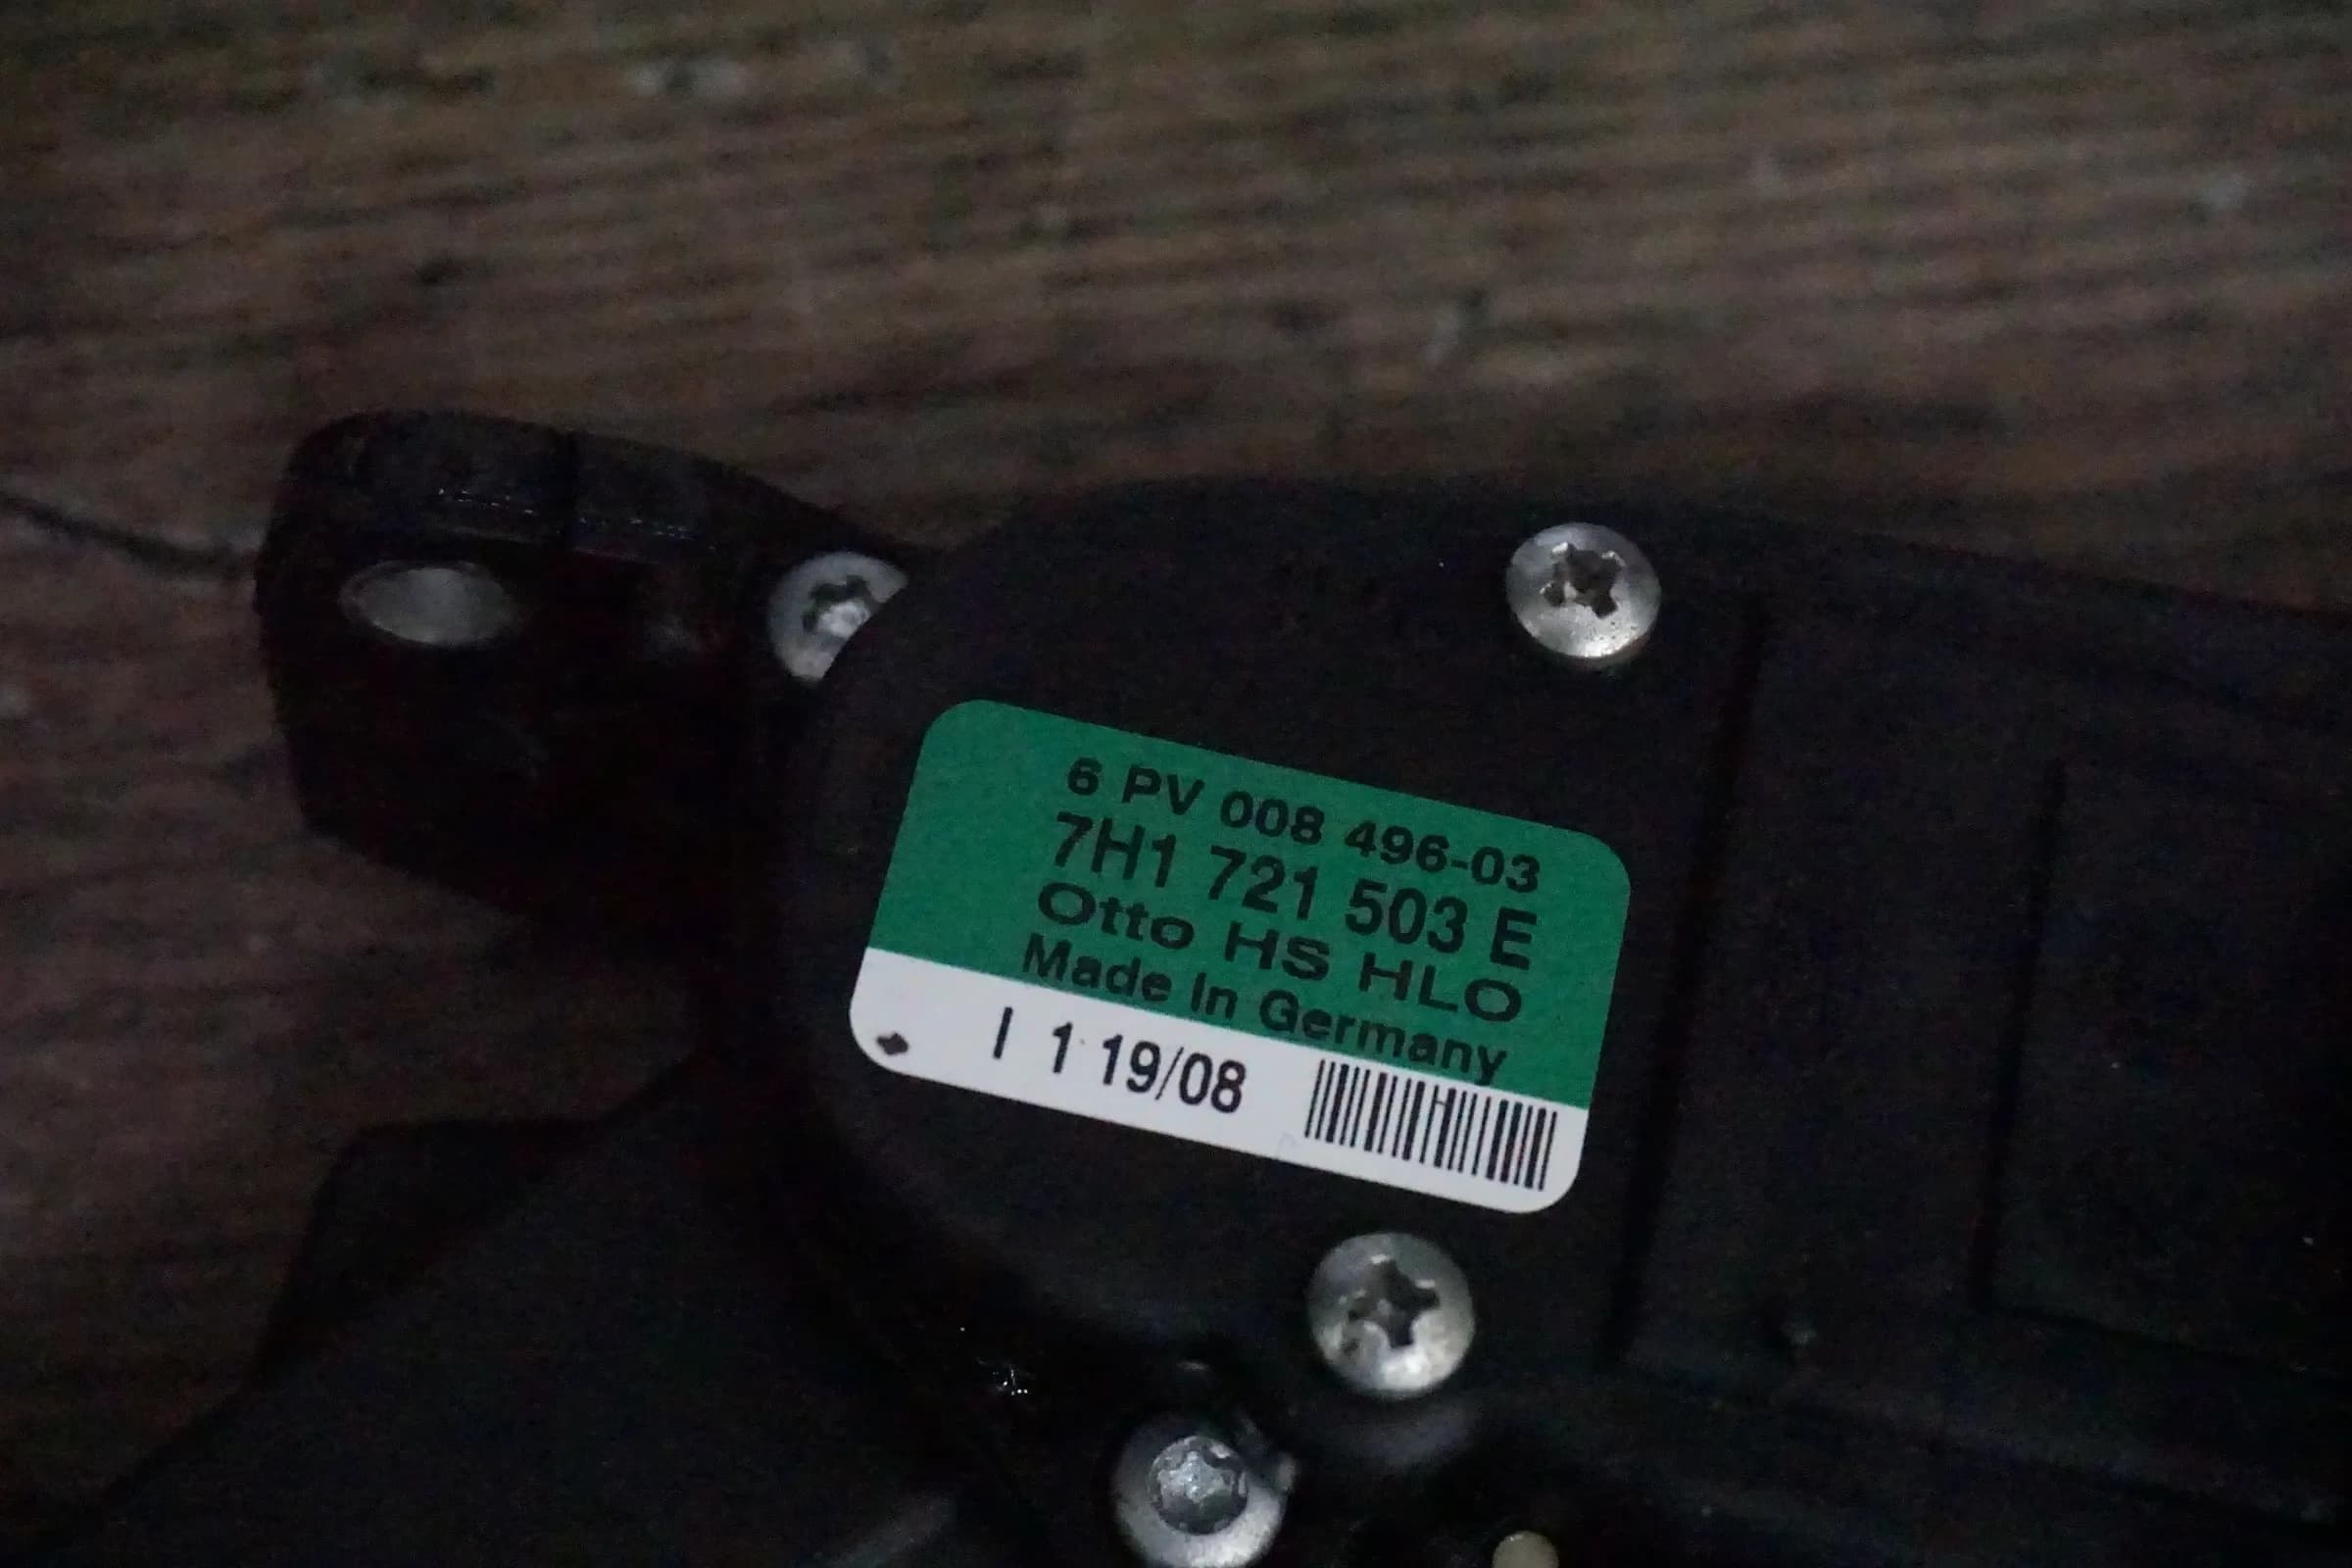 6 PV 008 496-03
7H1 721 503 E
Otto HS HLO
Made In Germany
I 1 19/08